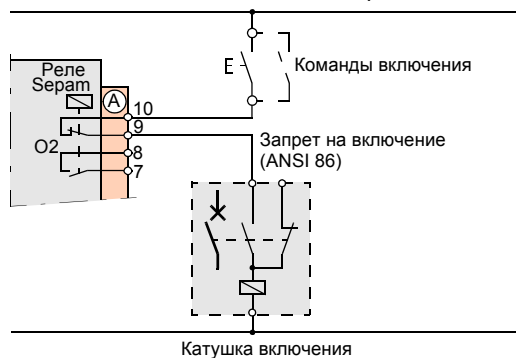 Реле
Sepam
A
10
9
O2
8
7
Команды включения
Запрет на включение
(ANSI 86)
Катушка включения